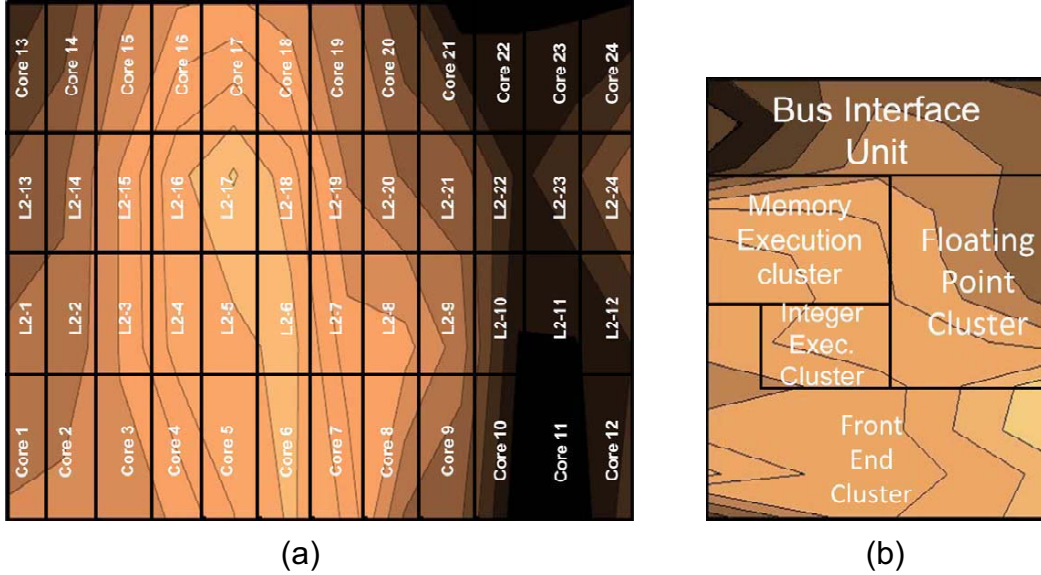 Core 13
Core 14
Core 15
Core 16
Core 17
Core 18
Core 19
Core 20
Core 21
Core 22
Core 23
Core 24
L2-13
L2-14
L2-15
L2-16
L2-17
L2-18
L2-19
L2-20
L2-21
L2-22
L2-23
L2-24
L2-1
L2-2
L2-3
L2-4
L2-5
L2-6
L2-7
L2-8
L2-9
L2-10
L2-11
L2-12
Core 1
Core 2
Core 3
Core 4
Core 5
Core 6
Core 7
Core 8
Core 9
Core 10
Core 11
Core 12
(a)
Bus Interface
Unit
Memory
Execution
cluster
Floating
Point
Cluster
Integer
Exec.
Cluster
Front
End
Cluster
(b)